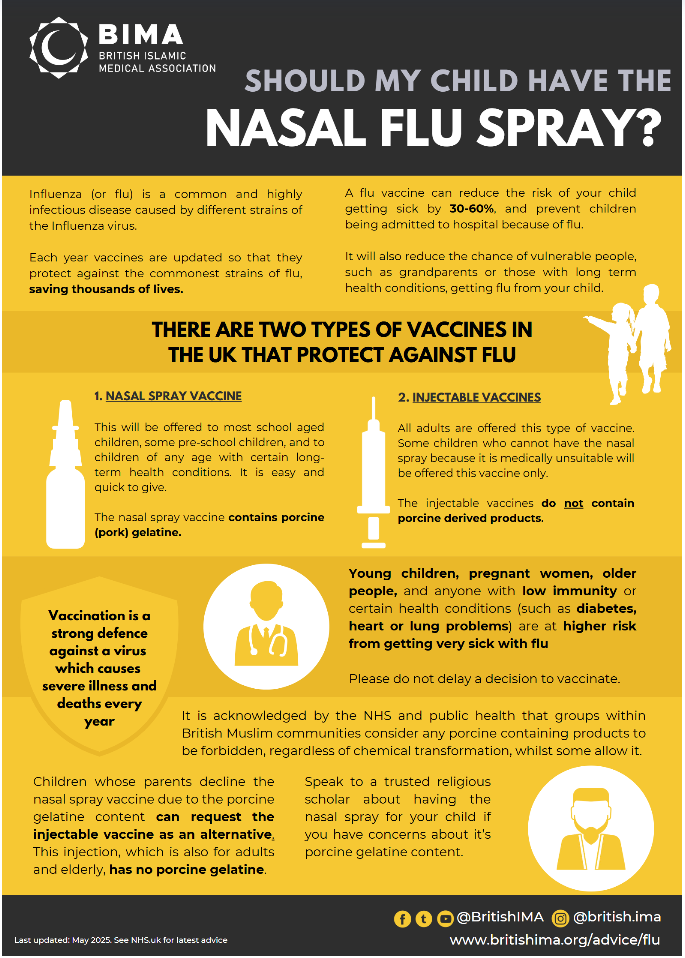 BIMA
BRITISH ISLAMIC
MEDICAL ASSOCIATION
SHOULD MY CHILD HAVE THE
NASAL FLU SPRAY?
Influenza (or flu) is a common and highly
infectious disease caused by different strains of
the Influenza virus.
Each year vaccines are updated so that they
protect against the commonest strains of flu,
saving thousands of lives.
A flu vaccine can reduce the risk of your child
getting sick by 30-60%, and prevent children
being admitted to hospital because of flu.
It will also reduce the chance of vulnerable people,
such as grandparents or those with long term
health conditions, getting flu from your child.
THERE ARE TWO TYPES OF VACCINES IN
THE UK THAT PROTECT AGAINST FLU
1. NASAL SPRAY VACCINE
This will be offered to most school aged
children, some pre-school children, and to
children of any age with certain long-
term health conditions. It is easy and
quick to give.
The nasal spray vaccine contains porcine
(pork) gelatine.
2. INJECTABLE VACCINES
All adults are offered this type of vaccine.
Some children who cannot have the nasal
spray because it is medically unsuitable will
be offered this vaccine only.
The injectable vaccines do not contain
porcine derived products.
Vaccination is a
strong defence
against a virus
which causes
severe illness and
deaths every
year
Young children, pregnant women, older
people, and anyone with low immunity or
certain health conditions (such as diabetes,
heart or lung problems) are at higher risk
from getting very sick with flu
Please do not delay a decision to vaccinate.
It is acknowledged by the NHS and public health that groups within
British Muslim communities consider any porcine containing products to
be forbidden, regardless of chemical transformation, whilst some allow it.
Children whose parents decline the
nasal spray vaccine due to the porcine
gelatine content can request the
injectable vaccine as an alternative.
This injection, which is also for adults
and elderly, has no porcine gelatine.
Speak to a trusted religious
scholar about having the
nasal spray for your child if
you have concerns about it's
porcine gelatine content.
@BritishIMA @british.ima
Last updated: May 2025. See NHS.uk for latest advice
www.britishima.org/advice/flu